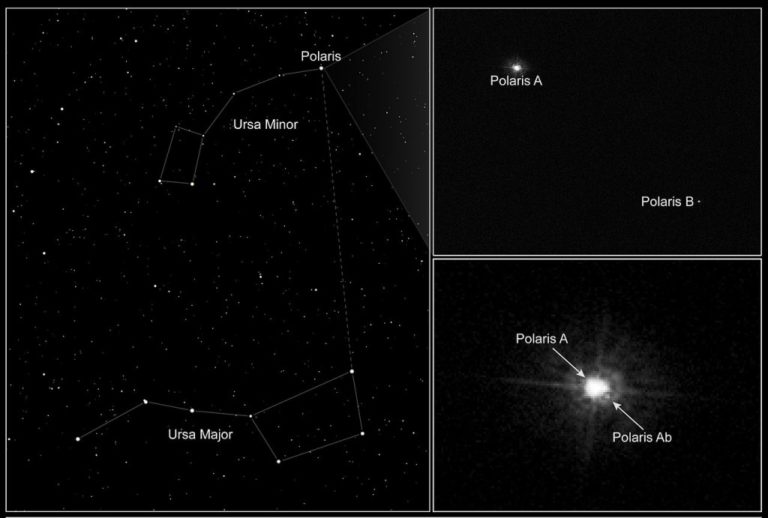 Polaris
Ursa Minor
Ursa Major
Polaris A
Polaris B
Polaris A
Polaris Ab